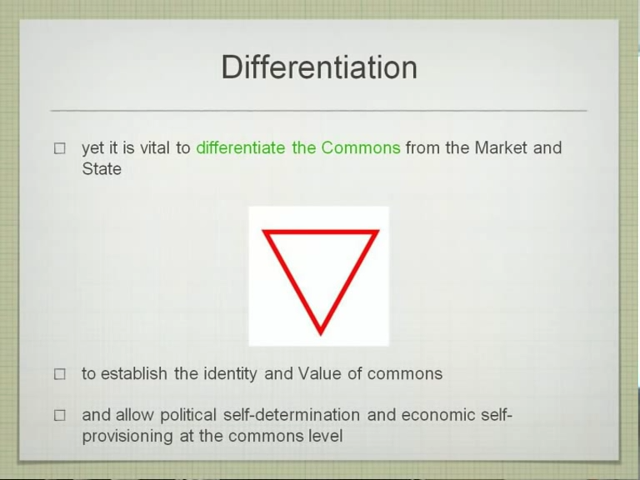 Differentiation
yet it is vital to differentiate the Commons from the Market and
State
to establish the identity and Value of commons
and allow political self-determination and economic self-
provisioning at the commons level